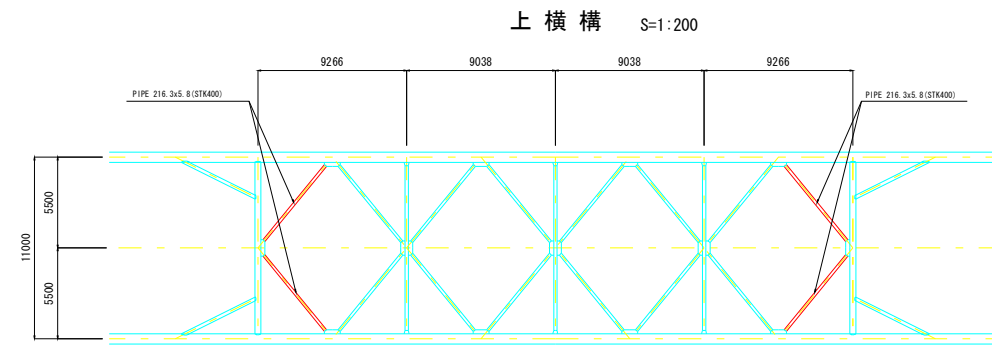 上横構 S=1:200
9266 9038 9038 9266
PIPE 216.3x5.8(STK400) PIPE 216.3x5.8(STK400)
5500
11000
5500